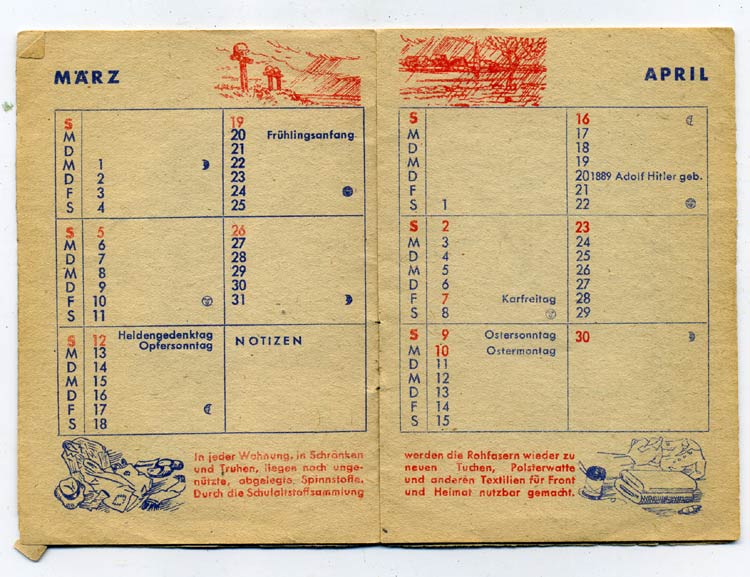 MÄRZ
S 19
M 20 Frühlingsanfang
D 21
M 1 22
D 2 23
F 3 24
S 4 25
S 5 26
M 6 27
D 7 28
M 8 29
D 9 30
F 10 31
S 11
S 12 Heldengedenktag NOTIZEN
Opfersonntag
M 13
D 14
M 15
D 16
F 17
S 18
In jeder Wohnung, in Schränken
und Truhen, liegen noch unge-
nützte, abgelegte, Spinnstoffe.
Durch die Schulaltstoffsammlung
APRIL
S 16
M 17
D 18
M 19
D 20 1889 Adolf Hitler geb.
F 21
S 1 22
S 2 23
M 3 24
D 4 25
M 5 26
D 6 27
F 7 Karfreitag 28
S 8 29
S 9 Ostersonntag 30
M 10 Ostermontag
D 11
M 12
D 13
F 14
S 15
werden die Rohfasern wieder zu
neuen Tuchen, Polsterwatte
und anderen Textilien für Front
und Heimat nutzbar gemacht.